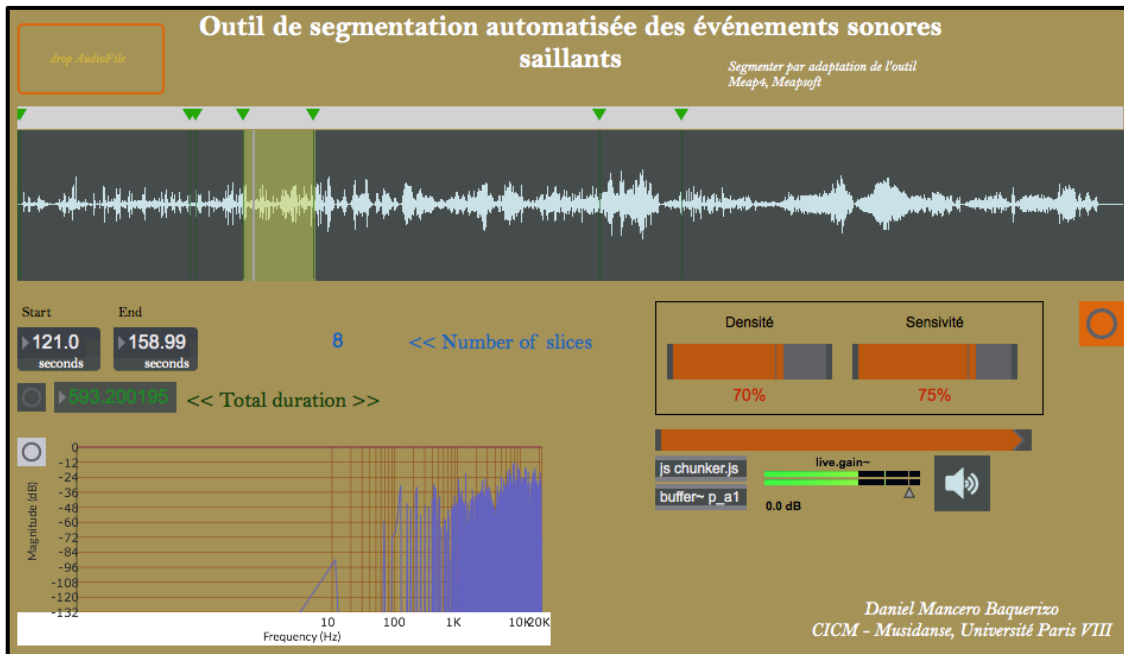 Outil de segmentation automatisée des événements sonores
saillants
drop AudioFile
Segmenter par adaptation de l'outil
Meap4, Meapsoft
Start
End
121.0
seconds
158.99
seconds
8
<< Number of slices
593.200195
<< Total duration >>
Densité
Sensivité
70%
75%
js chunker.js
buffer~ p_a1
live.gain~
0.0 dB
Magnitude (dB)
0
-12
-24
-36
-48
-60
-72
-84
-96
-108
-120
-132
10
100
1K
10K
20K
Frequency (Hz)
Daniel Mancero Baquerizo
CICM - Musidanse, Université Paris VIII